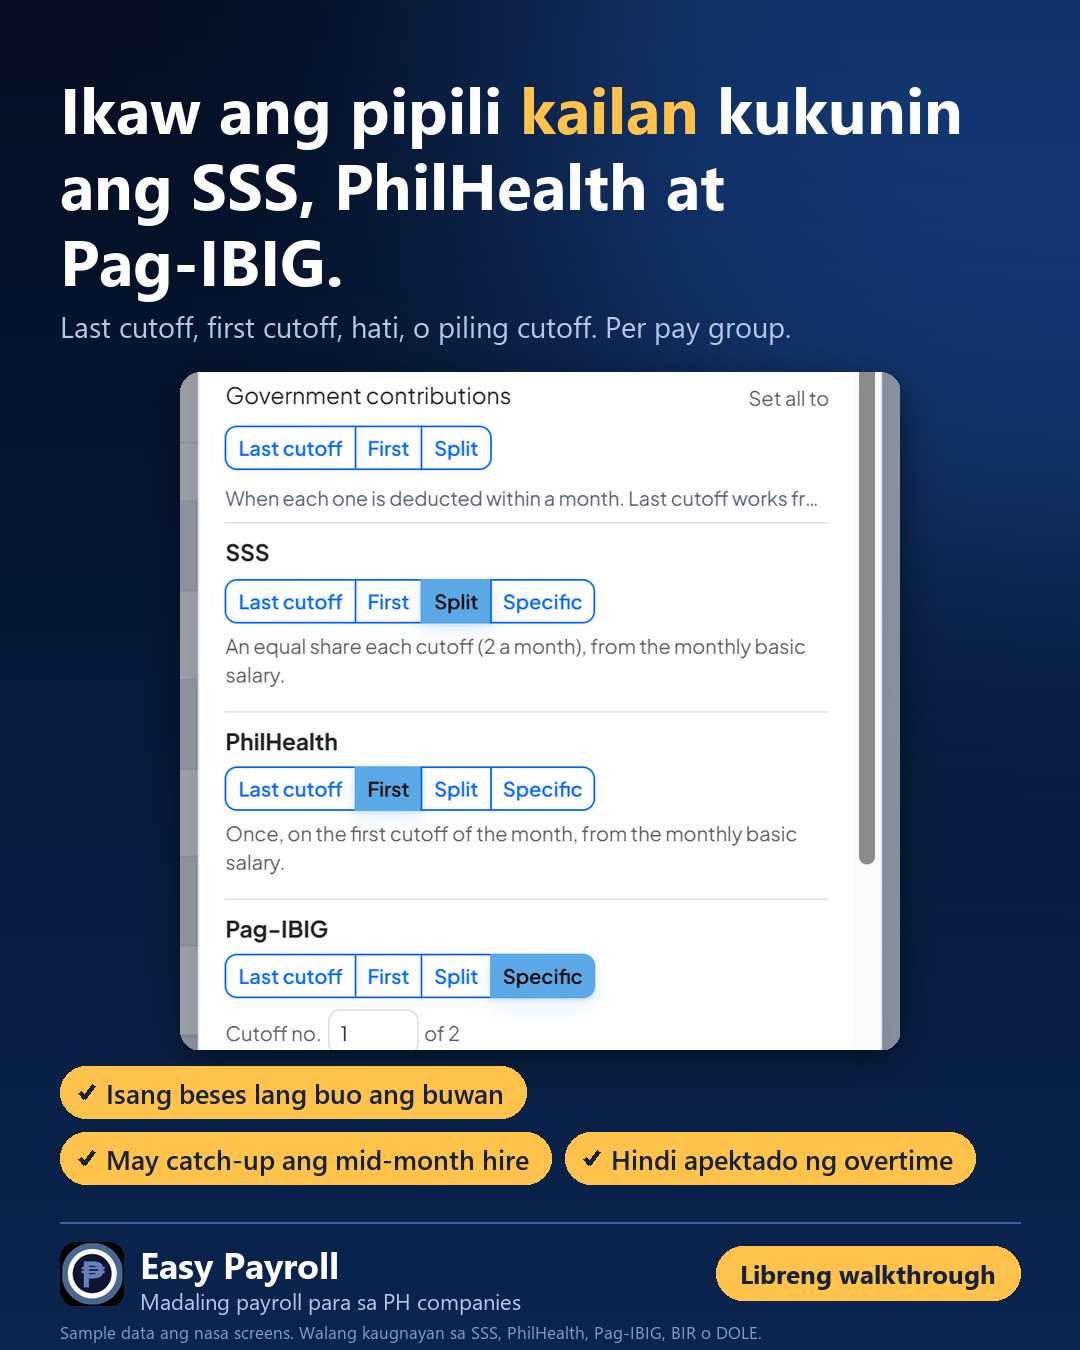 Ikaw ang pipili kailan kukunin
ang SSS, PhilHealth at
Pag-IBIG.
Last cutoff, first cutoff, hati, o piling cutoff. Per pay group.
Government contributions
Set all to
Last cutoff First Split
When each one is deducted within a month. Last cutoff works fr...
SSS
Last cutoff First Split Specific
An equal share each cutoff (2 a month), from the monthly basic
salary.
PhilHealth
Last cutoff First Split Specific
Once, on the first cutoff of the month, from the monthly basic
salary.
Pag-IBIG
Last cutoff First Split Specific
Cutoff no. 1 of 2
✔ Isang beses lang buo ang buwan
✔ May catch-up ang mid-month hire
✔ Hindi apektado ng overtime
Easy Payroll
Madaling payroll para sa PH companies
Libreng walkthrough
Sample data ang nasa screens. Walang kaugnayan sa SSS, PhilHealth, Pag-IBIG, BIR o DOLE.